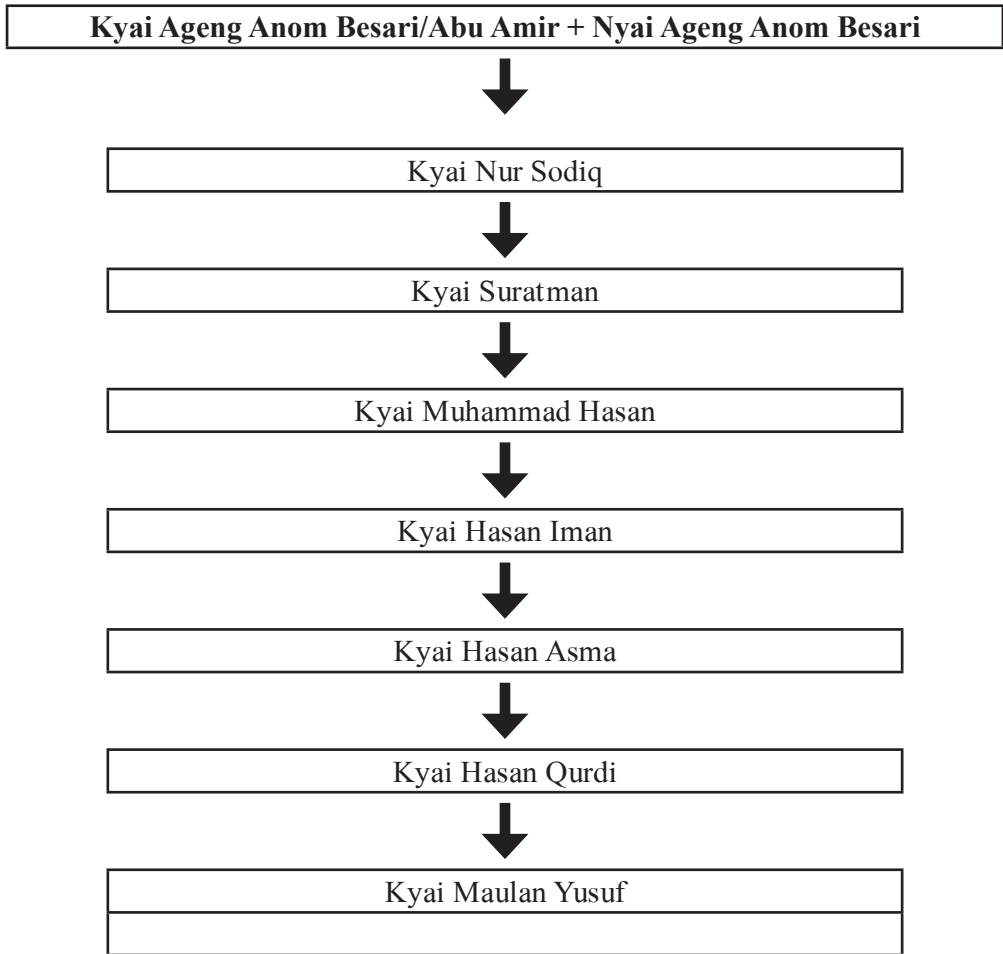 Kyai Ageng Anom Besari/Abu Amir + Nyai Ageng Anom Besari
Kyai Nur Sodiq
Kyai Suratman
Kyai Muhammad Hasan
Kyai Hasan Iman
Kyai Hasan Asma
Kyai Hasan Qurdi
Kyai Maulan Yusuf